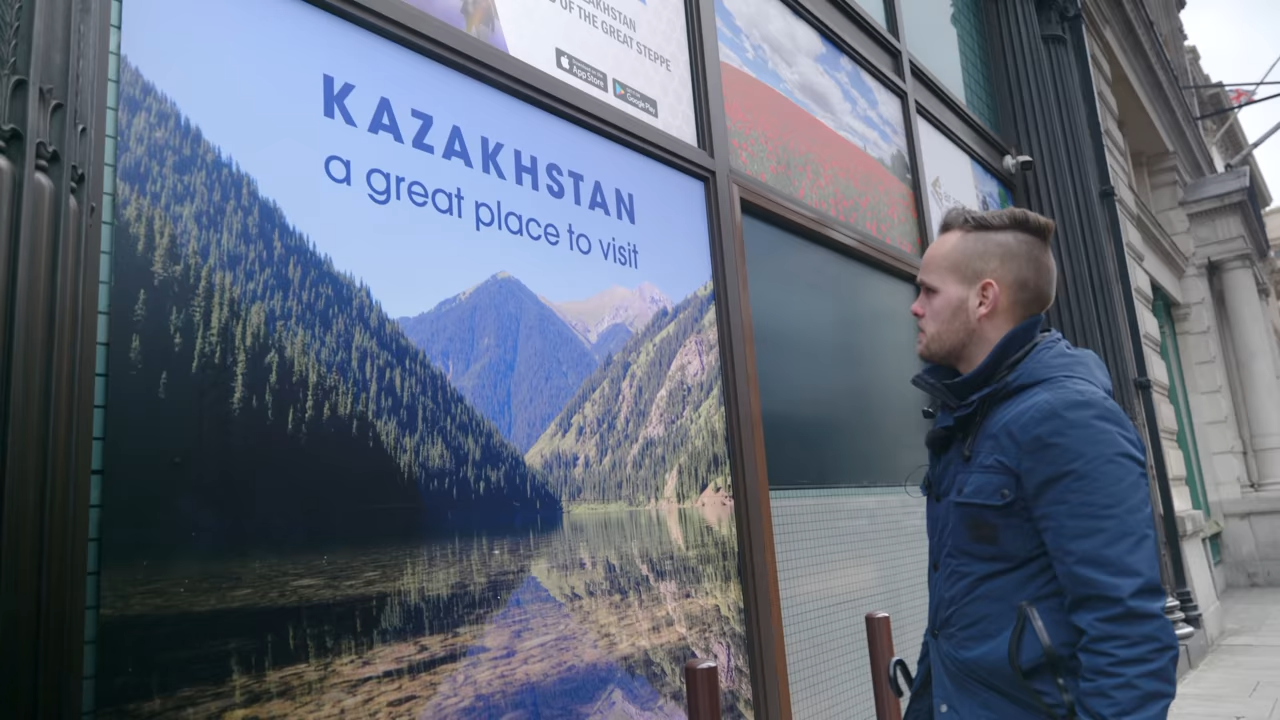 KAZAKHSTAN
OF THE GREAT STEPPE
App Store
Google Play
KAZAKHSTAN
a great place to visit